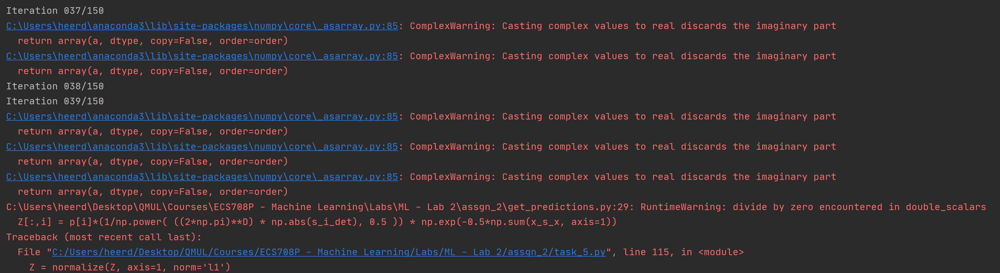 Iteration 037/150
C:\Users\heerd\anaconda3\lib\site-packages\numpy\core\_asarray.py:85: ComplexWarning: Casting complex values to real discards the imaginary part
  return array(a, dtype, copy=False, order=order)
C:\Users\heerd\anaconda3\lib\site-packages\numpy\core\_asarray.py:85: ComplexWarning: Casting complex values to real discards the imaginary part
  return array(a, dtype, copy=False, order=order)
Iteration 038/150
Iteration 039/150
C:\Users\heerd\anaconda3\lib\site-packages\numpy\core\_asarray.py:85: ComplexWarning: Casting complex values to real discards the imaginary part
  return array(a, dtype, copy=False, order=order)
C:\Users\heerd\anaconda3\lib\site-packages\numpy\core\_asarray.py:85: ComplexWarning: Casting complex values to real discards the imaginary part
  return array(a, dtype, copy=False, order=order)
C:\Users\heerd\anaconda3\lib\site-packages\numpy\core\_asarray.py:85: ComplexWarning: Casting complex values to real discards the imaginary part
  return array(a, dtype, copy=False, order=order)
C:\Users\heerd\Desktop\QMUL\Courses\ECS708P - Machine Learning\Labs\ML - Lab 2\assgn_2\get_predictions.py:29: RuntimeWarning: divide by zero encountered in double_scalars
  Z[:,i] = p[i]*(1/np.power( ((2*np.pi)**D) * np.abs(s_i_det), 0.5 )) * np.exp(-0.5*np.sum(x_s_x, axis=1))
Traceback (most recent call last):
  File "C:/Users/heerd/Desktop/QMUL/Courses/ECS708P - Machine Learning/Labs/ML - Lab 2/assgn_2/task_5.py", line 115, in <module>
    Z = normalize(Z, axis=1, norm='l1')